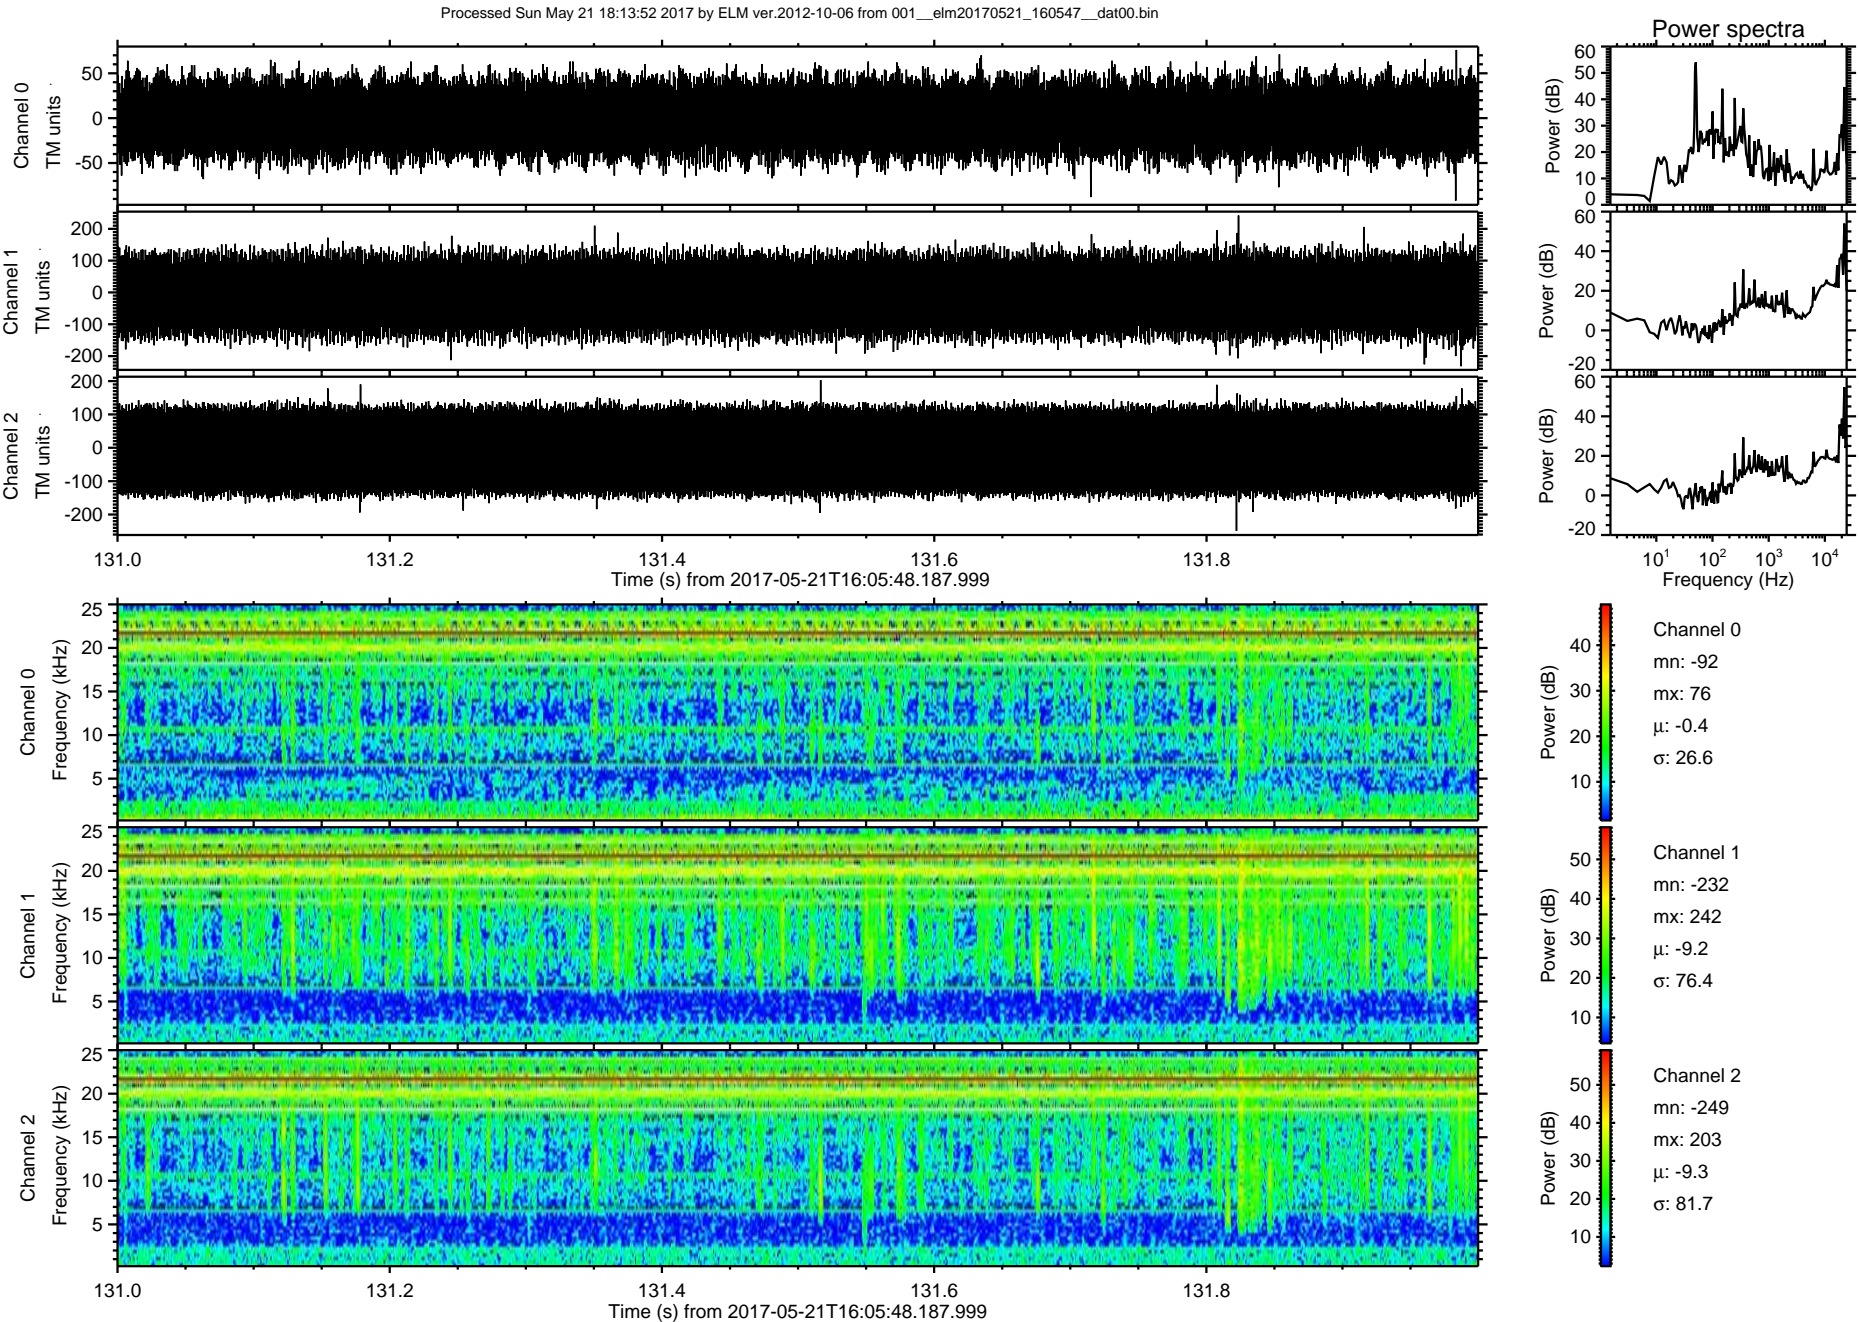 Processed Sun May 21 18:13:52 2017 by ELM ver.2012-10-06 from 001__elm20170521_160547__dat00.bin
Power spectra
Channel 0
TM units
50
0
-50
Power (dB)
60
50
40
30
20
10
0
Channel 1
TM units
200
100
0
-100
-200
Power (dB)
60
40
20
0
-20
Channel 2
TM units
200
100
0
-100
-200
Power (dB)
60
40
20
0
-20
131.0 131.2 131.4 131.6 131.8
Time (s) from 2017-05-21T16:05:48.187.999
10¹ 10² 10³ 10⁴
Frequency (Hz)
Channel 0
Frequency (kHz)
25
20
15
10
5
Power (dB)
40
30
20
10
Channel 0
mn: -92
mx: 76
μ: -0.4
σ: 26.6
Channel 1
Frequency (kHz)
25
20
15
10
5
Power (dB)
50
40
30
20
10
Channel 1
mn: -232
mx: 242
μ: -9.2
σ: 76.4
Channel 2
Frequency (kHz)
25
20
15
10
5
Power (dB)
50
40
30
20
10
Channel 2
mn: -249
mx: 203
μ: -9.3
σ: 81.7
131.0 131.2 131.4 131.6 131.8
Time (s) from 2017-05-21T16:05:48.187.999